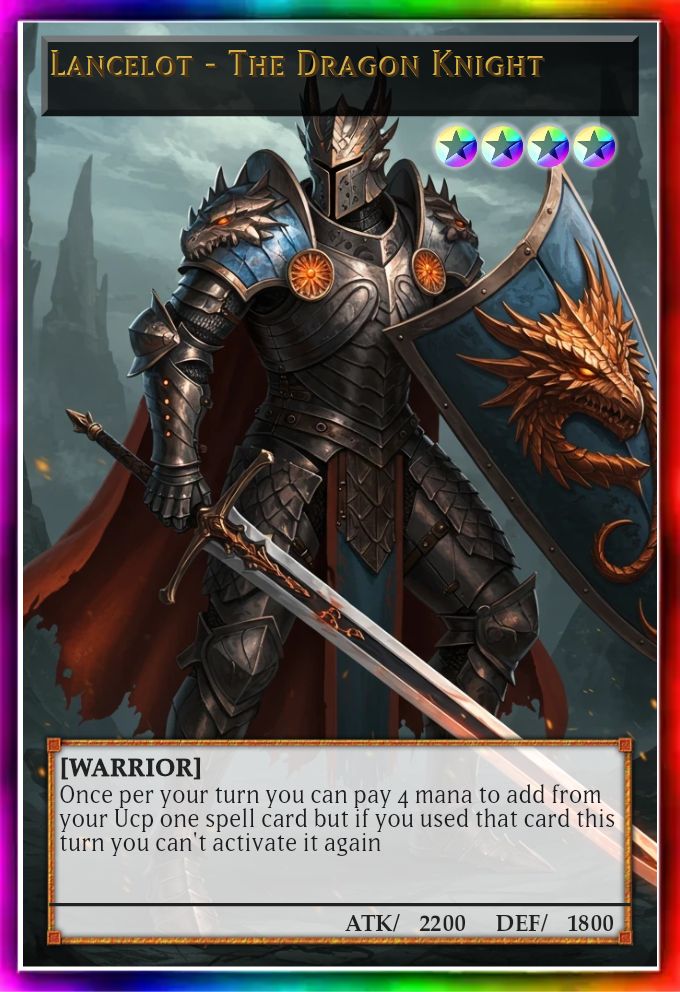 Lancelot - The Dragon Knight
[WARRIOR]
Once per your turn you can pay 4 mana to add from
your Ucp one spell card but if you used that card this
turn you can't activate it again
ATK/ 2200 DEF/ 1800